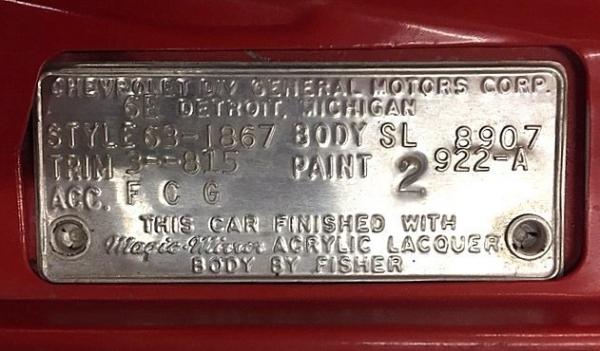 CHEVROLET DIV GENERAL MOTORS CORP.
6E DETROIT, MICHIGAN
STYLE 63-1867 BODY SL 8907
TRIM 3--815 PAINT 2 922-A
ACC. F C G
THIS CAR FINISHED WITH
Magic-Mirror ACRYLIC LACQUER
BODY BY FISHER